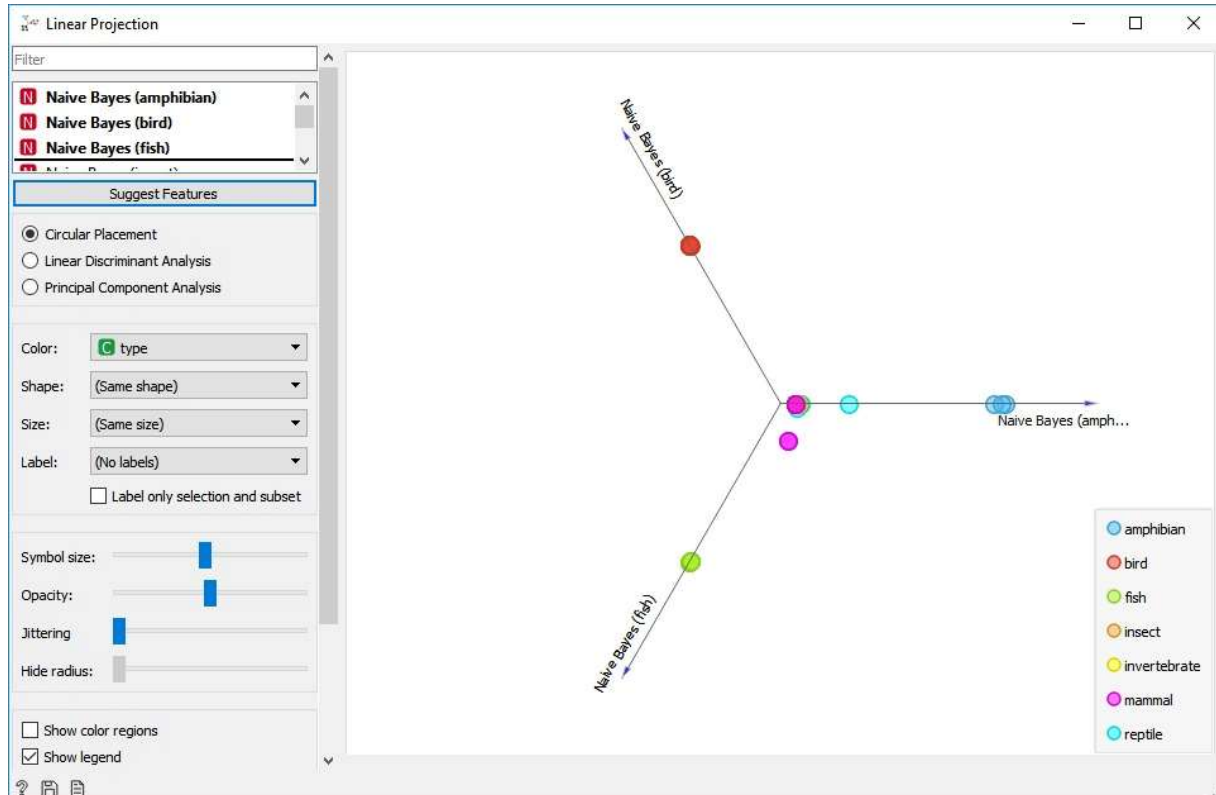 Linear Projection
Filter
N Naive Bayes (amphibian)
N Naive Bayes (bird)
N Naive Bayes (fish)
Suggest Features
Circular Placement
Linear Discriminant Analysis
Principal Component Analysis
Color: C type
Shape: (Same shape)
Size: (Same size)
Label: (No labels)
Label only selection and subset
Symbol size:
Opacity:
Jittering
Hide radius:
Show color regions
Show legend
Naive Bayes (bird)
Naive Bayes (amph...
Naive Bayes (fish)
amphibian
bird
fish
insect
invertebrate
mammal
reptile